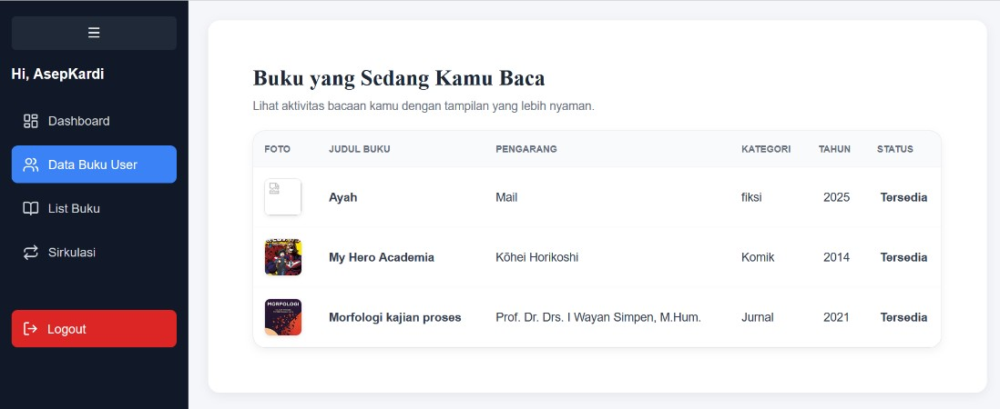 ☰
Hi, AsepKardi
Dashboard
Data Buku User
List Buku
Sirkulasi
Logout
Buku yang Sedang Kamu Baca
Lihat aktivitas bacaan kamu dengan tampilan yang lebih nyaman.
FOTO JUDUL BUKU PENGARANG KATEGORI TAHUN STATUS
Ayah Mail fiksi 2025 Tersedia
My Hero Academia Kōhei Horikoshi Komik 2014 Tersedia
MORFOLOGI
Morfologi kajian proses Prof. Dr. Drs. I Wayan Simpen, M.Hum. Jurnal 2021 Tersedia